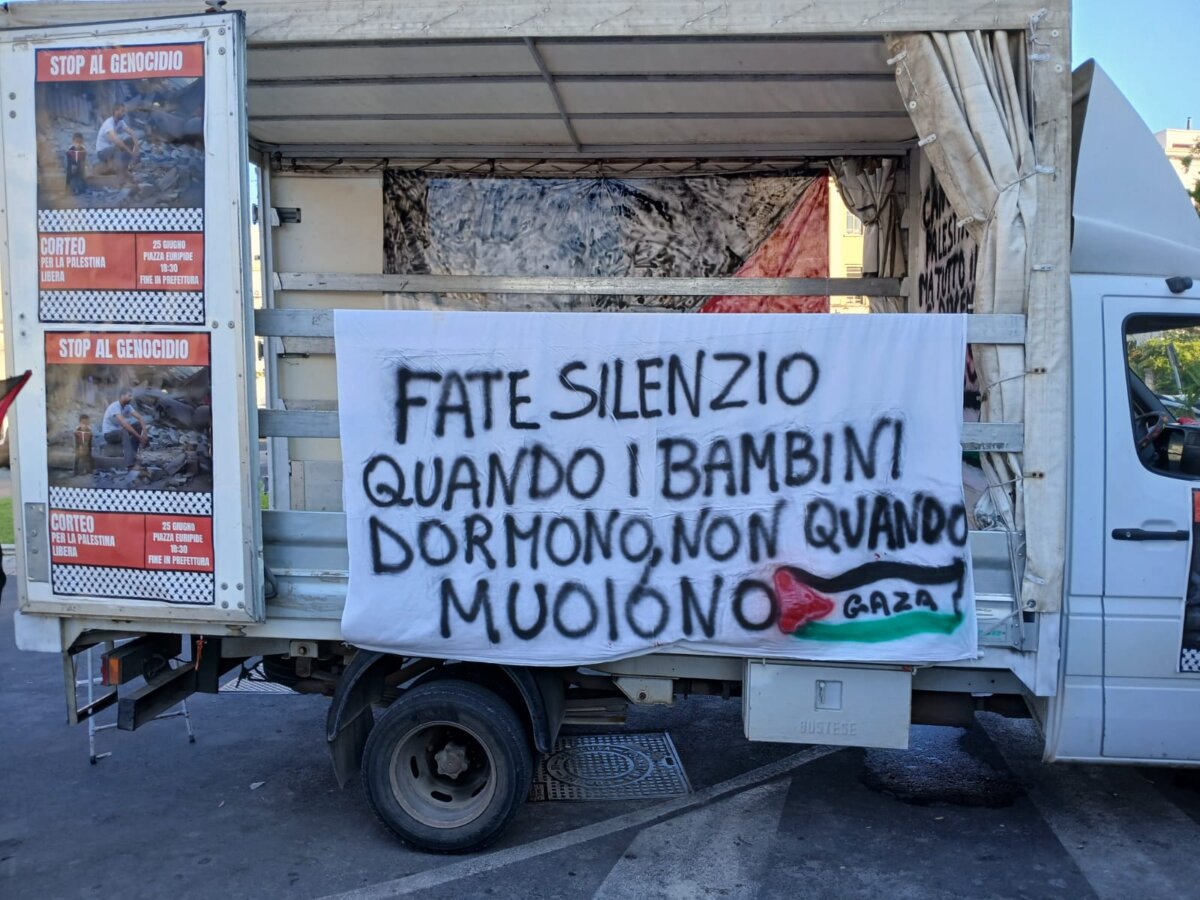 STOP AL GENOCIDIO
CORTEO
PER LA PALESTINA
LIBERA
25 GIUGNO
PIAZZA EURIPIDE
18:30
FINE IN PREFETTURA
STOP AL GENOCIDIO
CORTEO
PER LA PALESTINA
LIBERA
25 GIUGNO
PIAZZA EURIPIDE
18:30
FINE IN PREFETTURA
FATE SILENZIO
QUANDO I BAMBINI
DORMONO, NON QUANDO
MUOIONO
GAZA
MA TUTTO